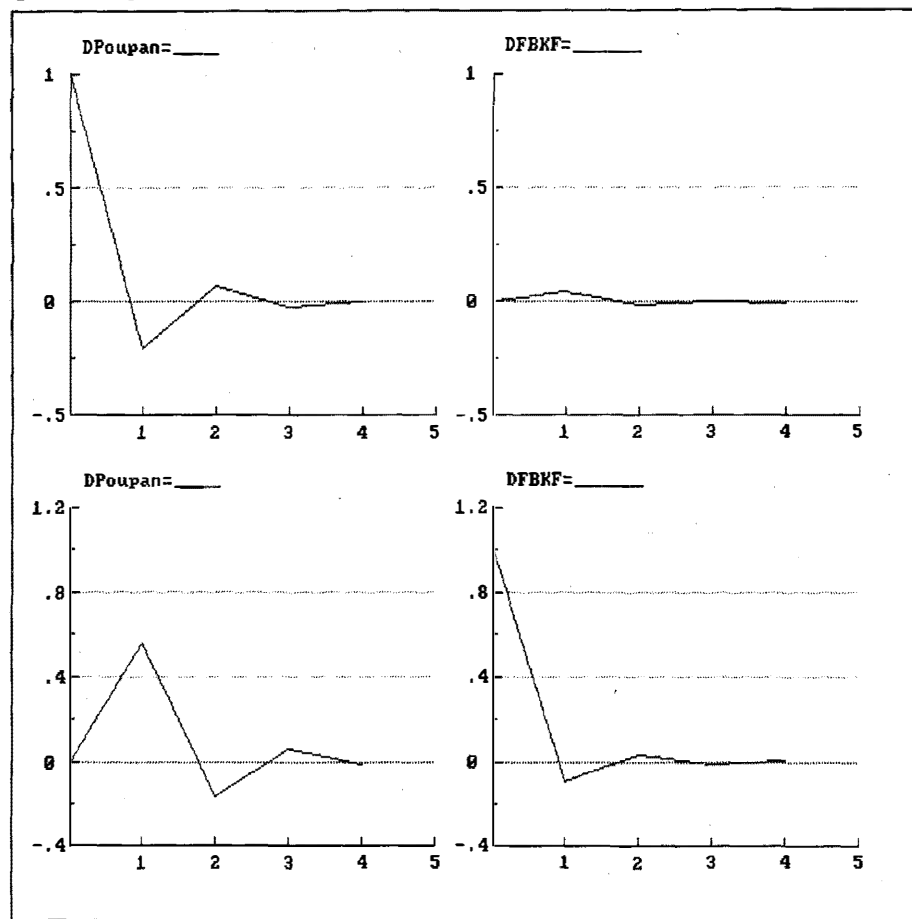 DPoupan=____ DFBKF=______
1 1
.5 .5
0 0
-.5 -.5
1 2 3 4 5 1 2 3 4 5
DPoupan=____ DFBKF=______
1.2 1.2
.8 .8
.4 .4
0 0
-.4 -.4
1 2 3 4 5 1 2 3 4 5